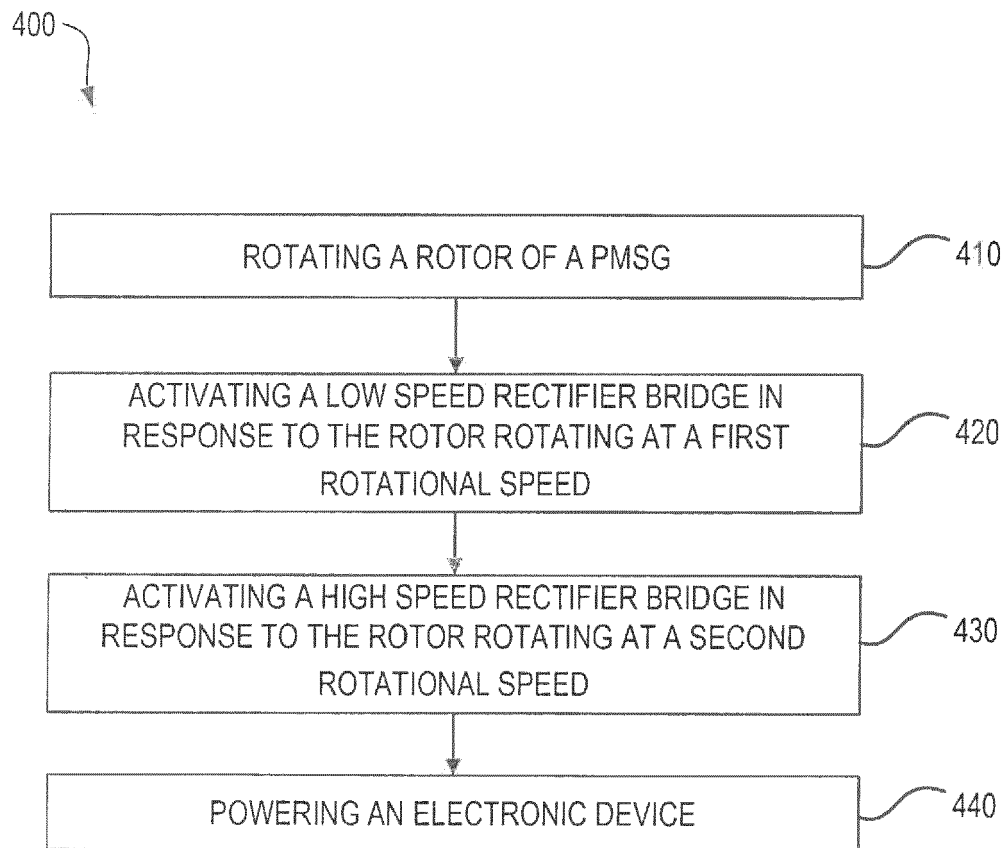 400
ROTATING A ROTOR OF A PMSG
410
ACTIVATING A LOW SPEED RECTIFIER BRIDGE IN
RESPONSE TO THE ROTOR ROTATING AT A FIRST
ROTATIONAL SPEED
420
ACTIVATING A HIGH SPEED RECTIFIER BRIDGE IN
RESPONSE TO THE ROTOR ROTATING AT A SECOND
ROTATIONAL SPEED
430
POWERING AN ELECTRONIC DEVICE
440